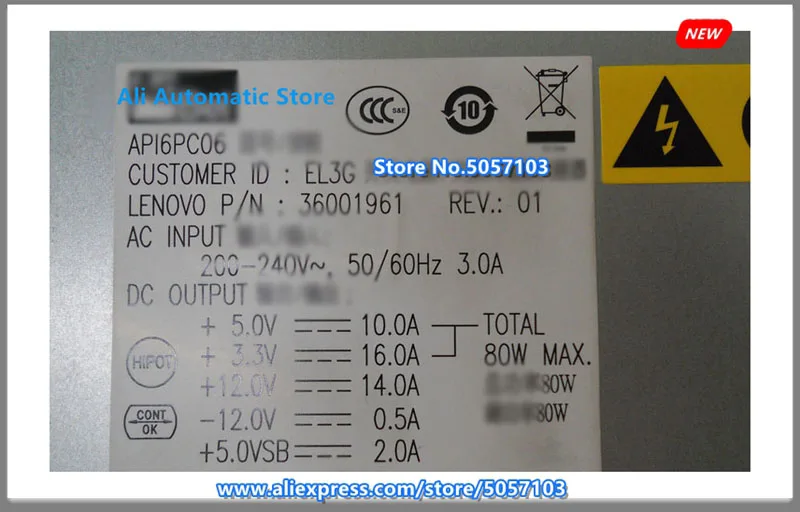 NEW
Ali Automatic Store
CCC S&E
10
API6PC06
Store No.5057103
CUSTOMER ID : EL3G
LENOVO P/N : 36001961 REV.: 01
AC INPUT
200-240V~, 50/60Hz 3.0A
DC OUTPUT
+ 5.0V 10.0A TOTAL
HIPOT + 3.3V 16.0A 80W MAX.
+12.0V 14.0A 80W
CONT OK -12.0V 0.5A 80W
+5.0VSB 2.0A
www.aliexpress.com/store/5057103